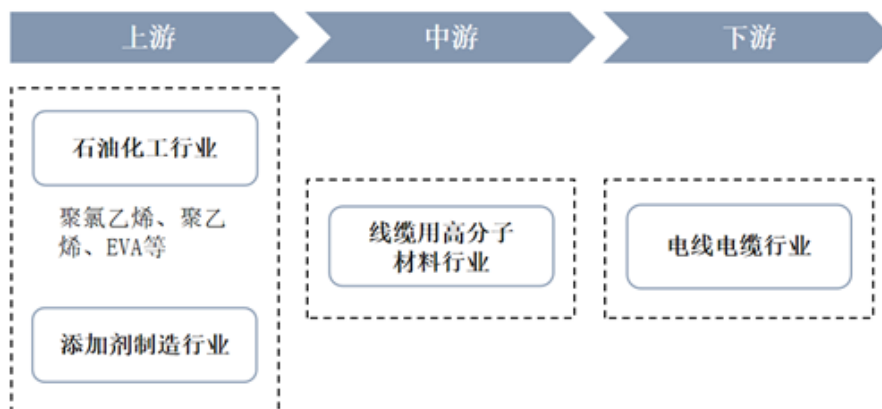 上游
中游
下游
石油化工行业
聚氯乙烯、聚乙
烯、EVA等
添加剂制造行业
线缆用高分子
材料行业
电线电缆行业